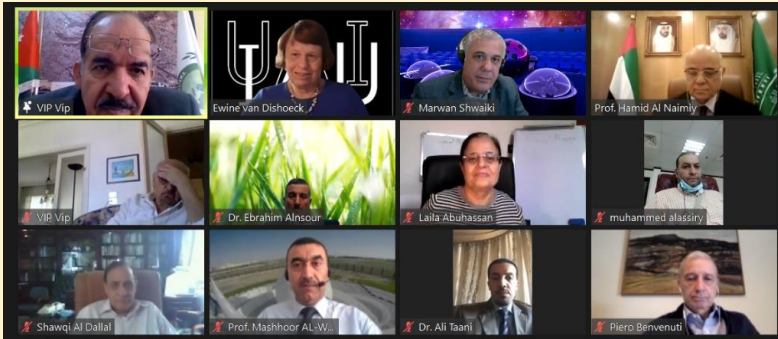 VIP Vip
Ewine van Dishoeck
Marwan Shwaiki
Prof. Hamid Al Naimiy
VIP Vip
Dr. Ebrahim Alnsour
Laila Abuhassan
muhammed alassiry
Shawqi Al Dallal
Prof. Mashhoor AL-W...
Dr. Ali Taani
Piero Benvenuti